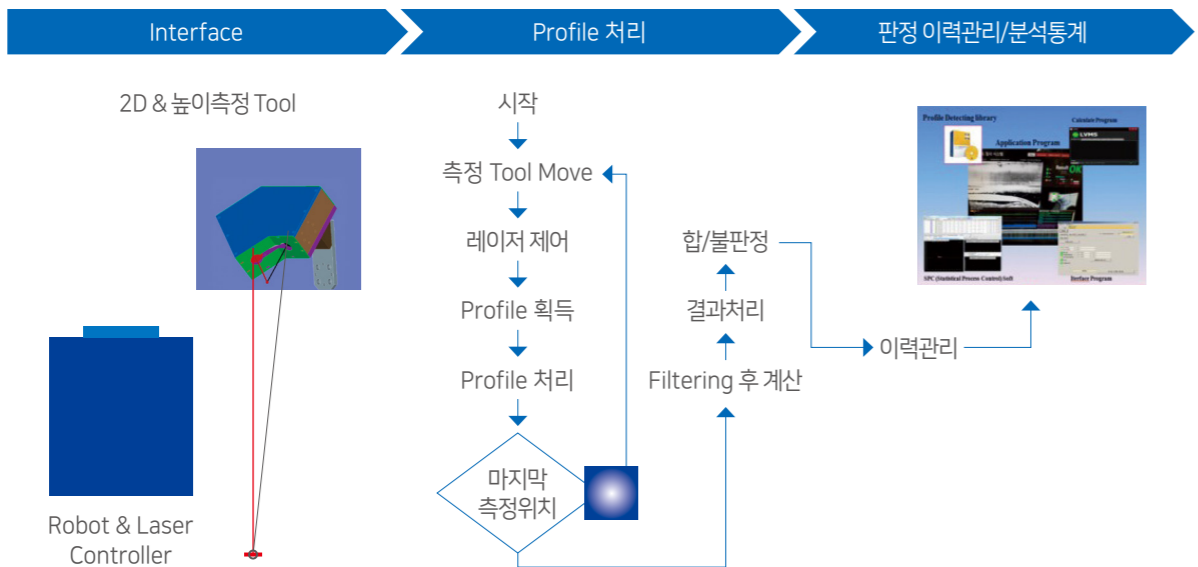 Interface
Profile 처리
판정 이력관리/분석통계
2D & 높이측정 Tool
Robot & Laser
Controller
시작
측정 Tool Move
레이저 제어
Profile 획득
Profile 처리
마지막
측정위치
Filtering 후 계산
결과처리
합/불판정
이력관리
Profile Detecting library
Calculate Program
LVMS
Application Program
OK
SPC (Statistical Process Control) Soft